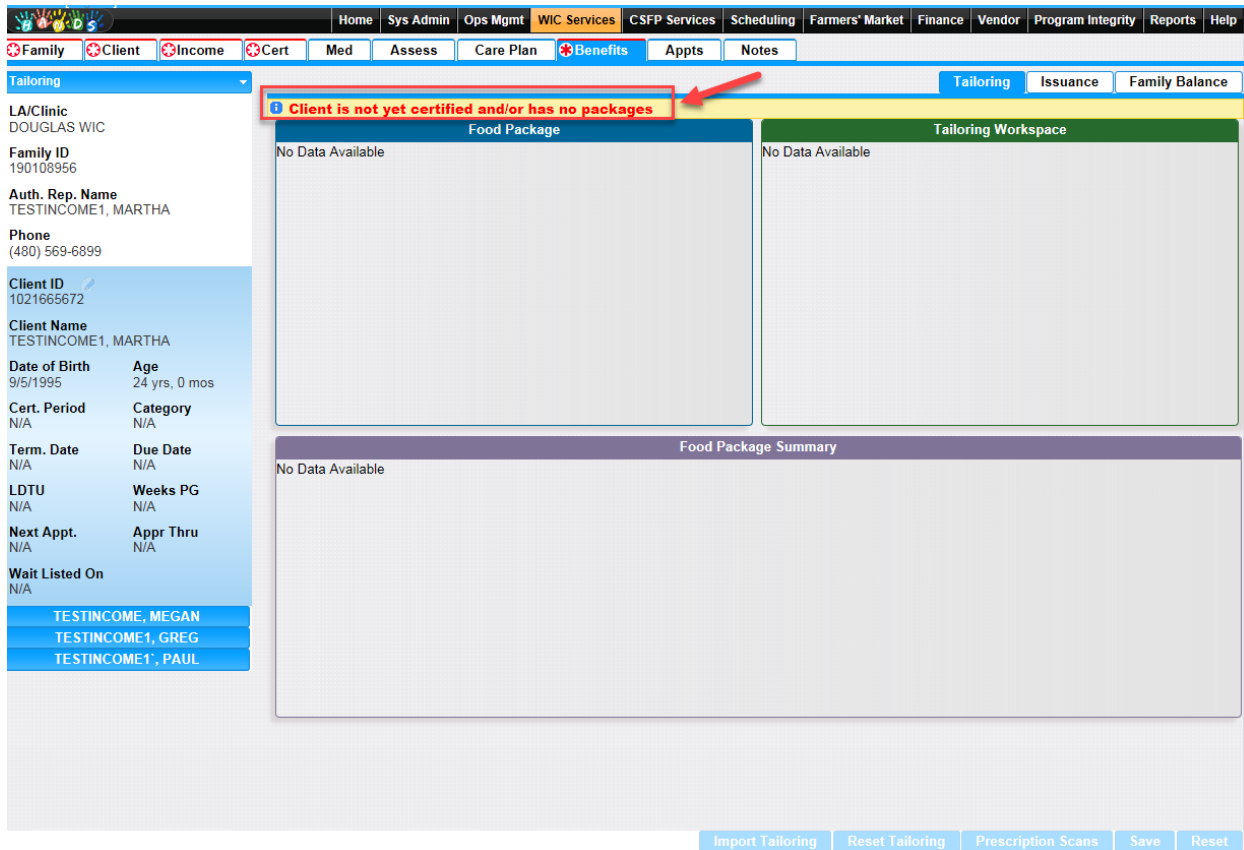 HANDS
Home Sys Admin Ops Mgmt WIC Services CSFP Services Scheduling Farmers' Market Finance Vendor Program Integrity Reports Help
Family Client Income Cert Med Assess Care Plan Benefits Appts Notes
Tailoring
Tailoring Issuance Family Balance
Client is not yet certified and/or has no packages
LA/Clinic
DOUGLAS WIC
Family ID
190108956
Auth. Rep. Name
TESTINCOME1, MARTHA
Phone
(480) 569-6899
Client ID
1021665672
Client Name
TESTINCOME1, MARTHA
Date of Birth Age
9/5/1995 24 yrs, 0 mos
Cert. Period Category
N/A N/A
Term. Date Due Date
N/A N/A
LDTU Weeks PG
N/A N/A
Next Appt. Appr Thru
N/A N/A
Wait Listed On
N/A
TESTINCOME, MEGAN
TESTINCOME1, GREG
TESTINCOME1`, PAUL
Food Package
No Data Available
Tailoring Workspace
No Data Available
Food Package Summary
No Data Available
Import Tailoring Reset Tailoring Prescription Scans Save Reset